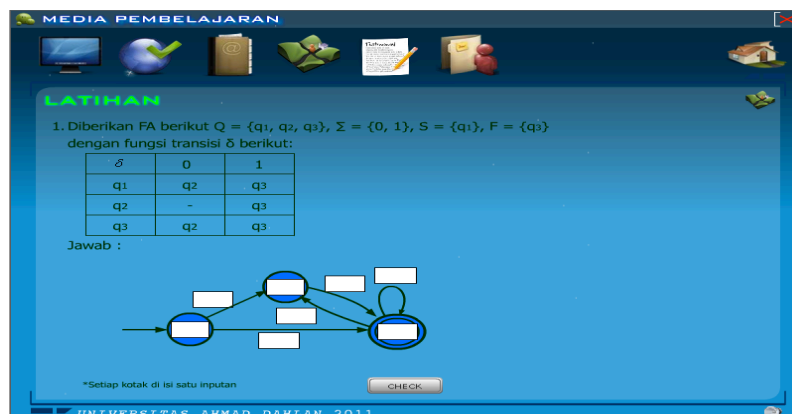 MEDIA PEMBELAJARAN
LATIHAN
1. Diberikan FA berikut Q = {q1, q2, q3}, Σ = {0, 1}, S = {q1}, F = {q3}
dengan fungsi transisi δ berikut:
δ 0 1
q1 q2 q3
q2 - q3
q3 q2 q3
Jawab :
*Setiap kotak di isi satu inputan
CHECK
UNIVERSITAS AHMAD DAHLAN 2011